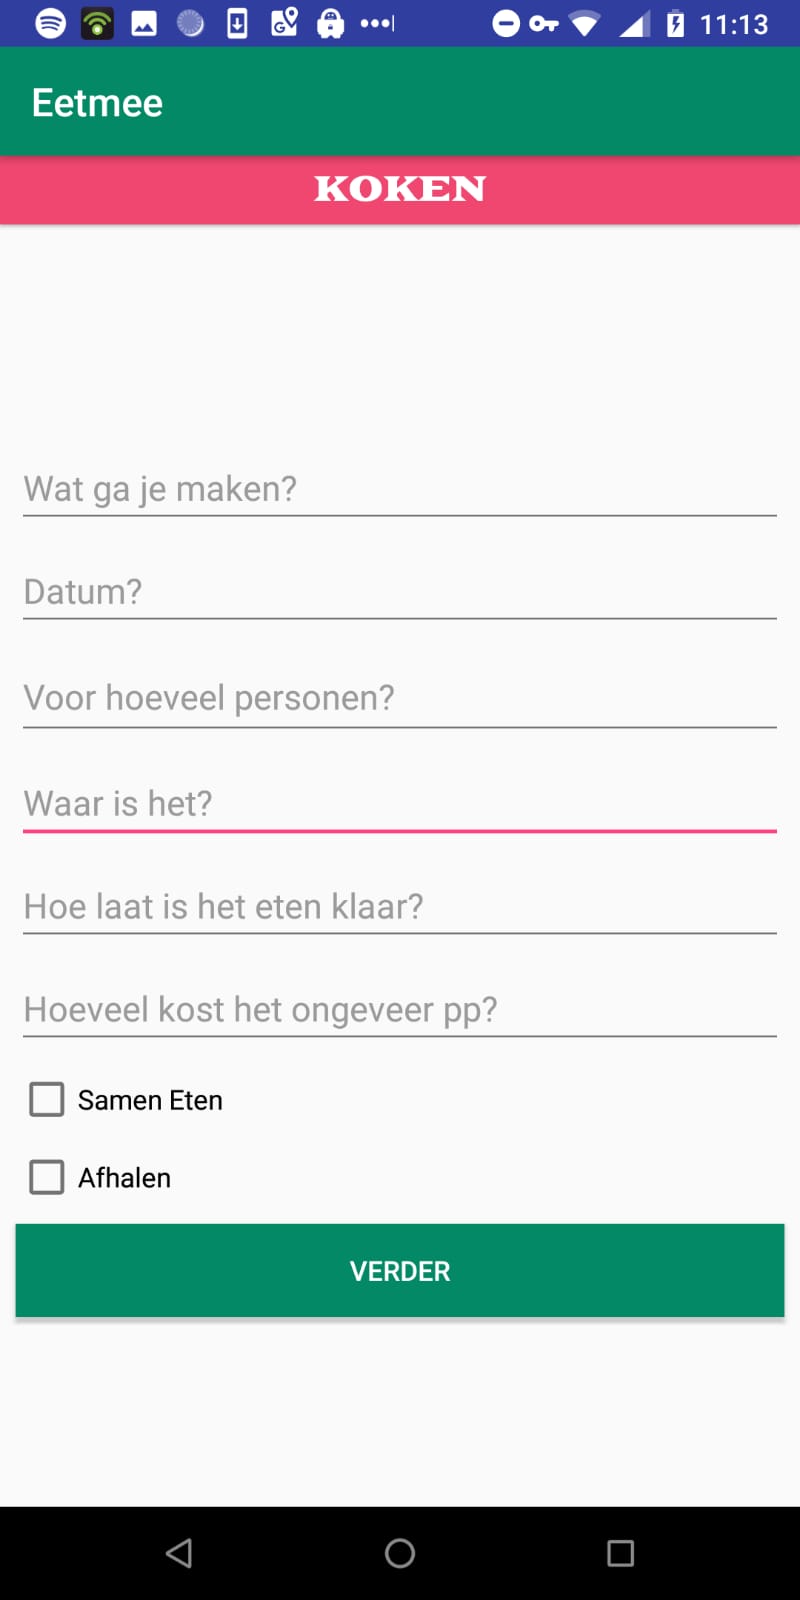 11:13
Eetmee
KOKEN
Wat ga je maken?
Datum?
Voor hoeveel personen?
Waar is het?
Hoe laat is het eten klaar?
Hoeveel kost het ongeveer pp?
Samen Eten
Afhalen
VERDER